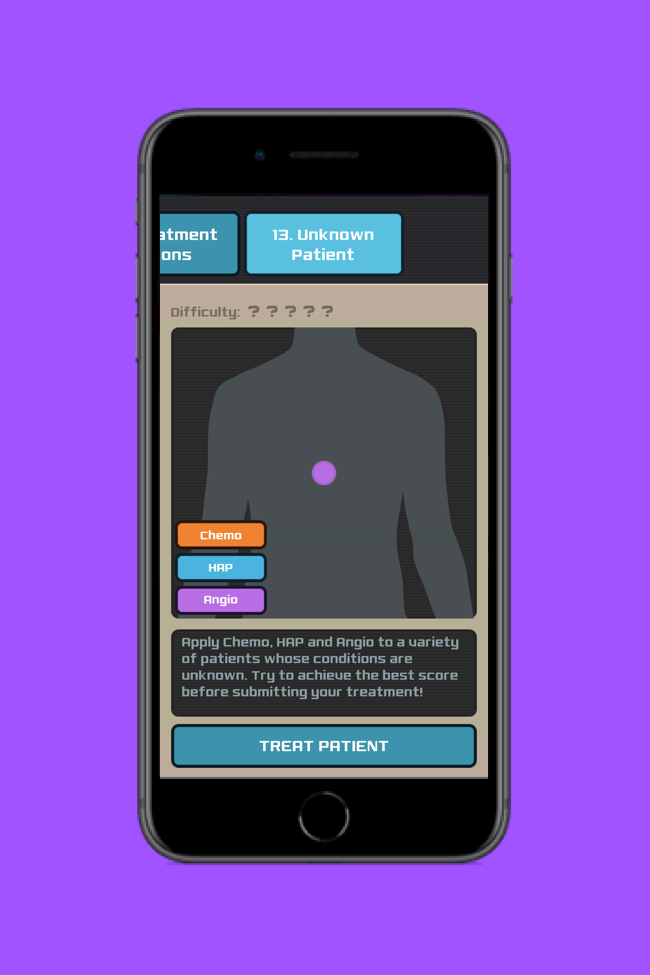 atment
ons
13. Unknown
Patient
Difficulty: ? ? ? ? ?
Chemo
HAP
Angio
Apply Chemo, HAP and Angio to a variety
of patients whose conditions are
unknown. Try to achieve the best score
before submitting your treatment!
TREAT PATIENT